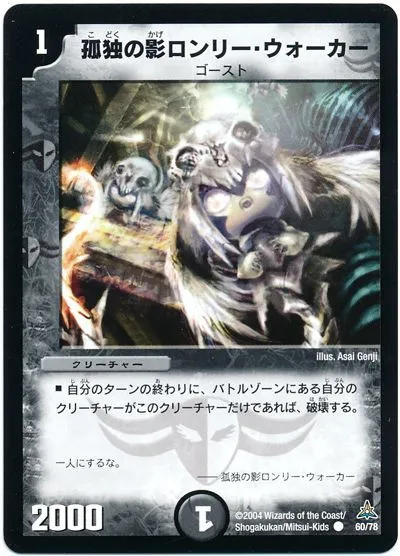 1
孤独の影ロンリー・ウォーカー
ゴースト
illus. Asai Genji
クリーチャー
■ 自分のターンの終わりに、バトルゾーンにある自分の
クリーチャーがこのクリーチャーだけであれば、破壊する。
一人にするな。
——孤独の影ロンリー・ウォーカー
2000
1
©2004 Wizards of the Coast/
Shogakukan/Mitsui-Kids
60/78